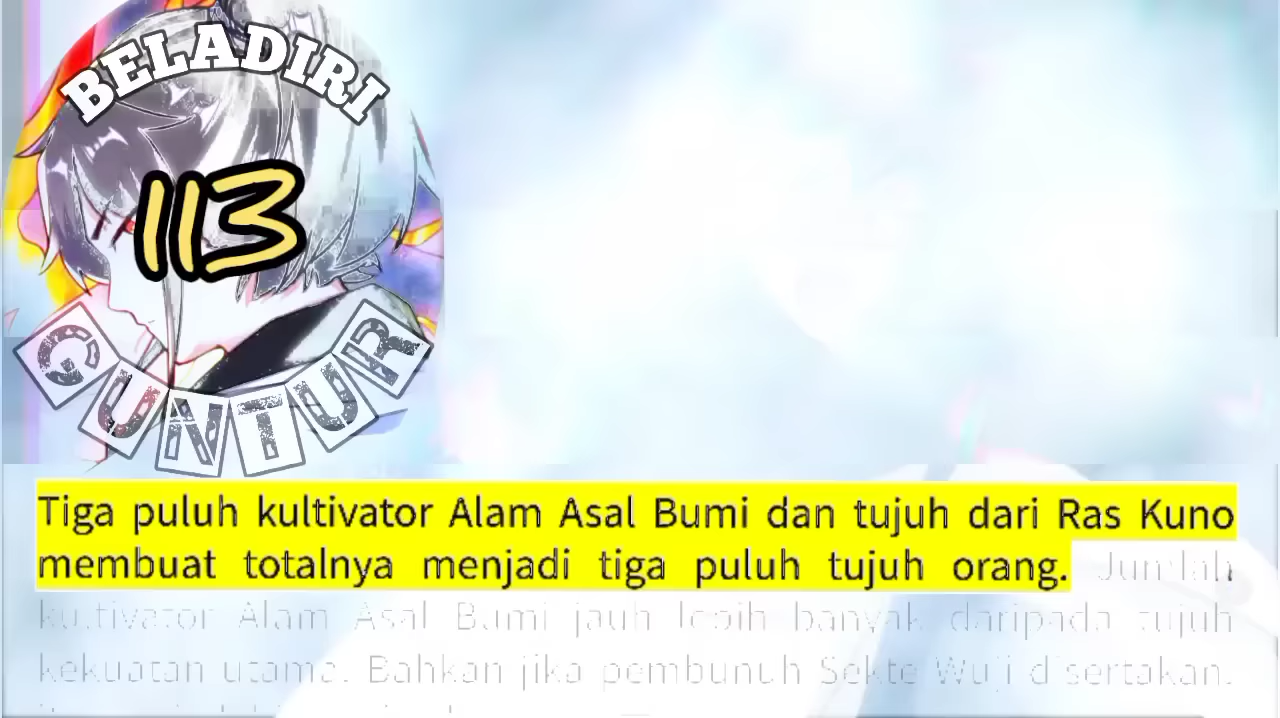 BELADIRI
113
GUNTUR
Tiga puluh kultivator Alam Asal Bumi dan tujuh dari Ras Kuno
membuat totalnya menjadi tiga puluh tujuh orang. Jumlah
kultivator Alam Asal Bumi jauh lebih banyak daripada tujuh
kekuatan utama. Bahkan jika pembunuh Sekte Wuji disertakan,